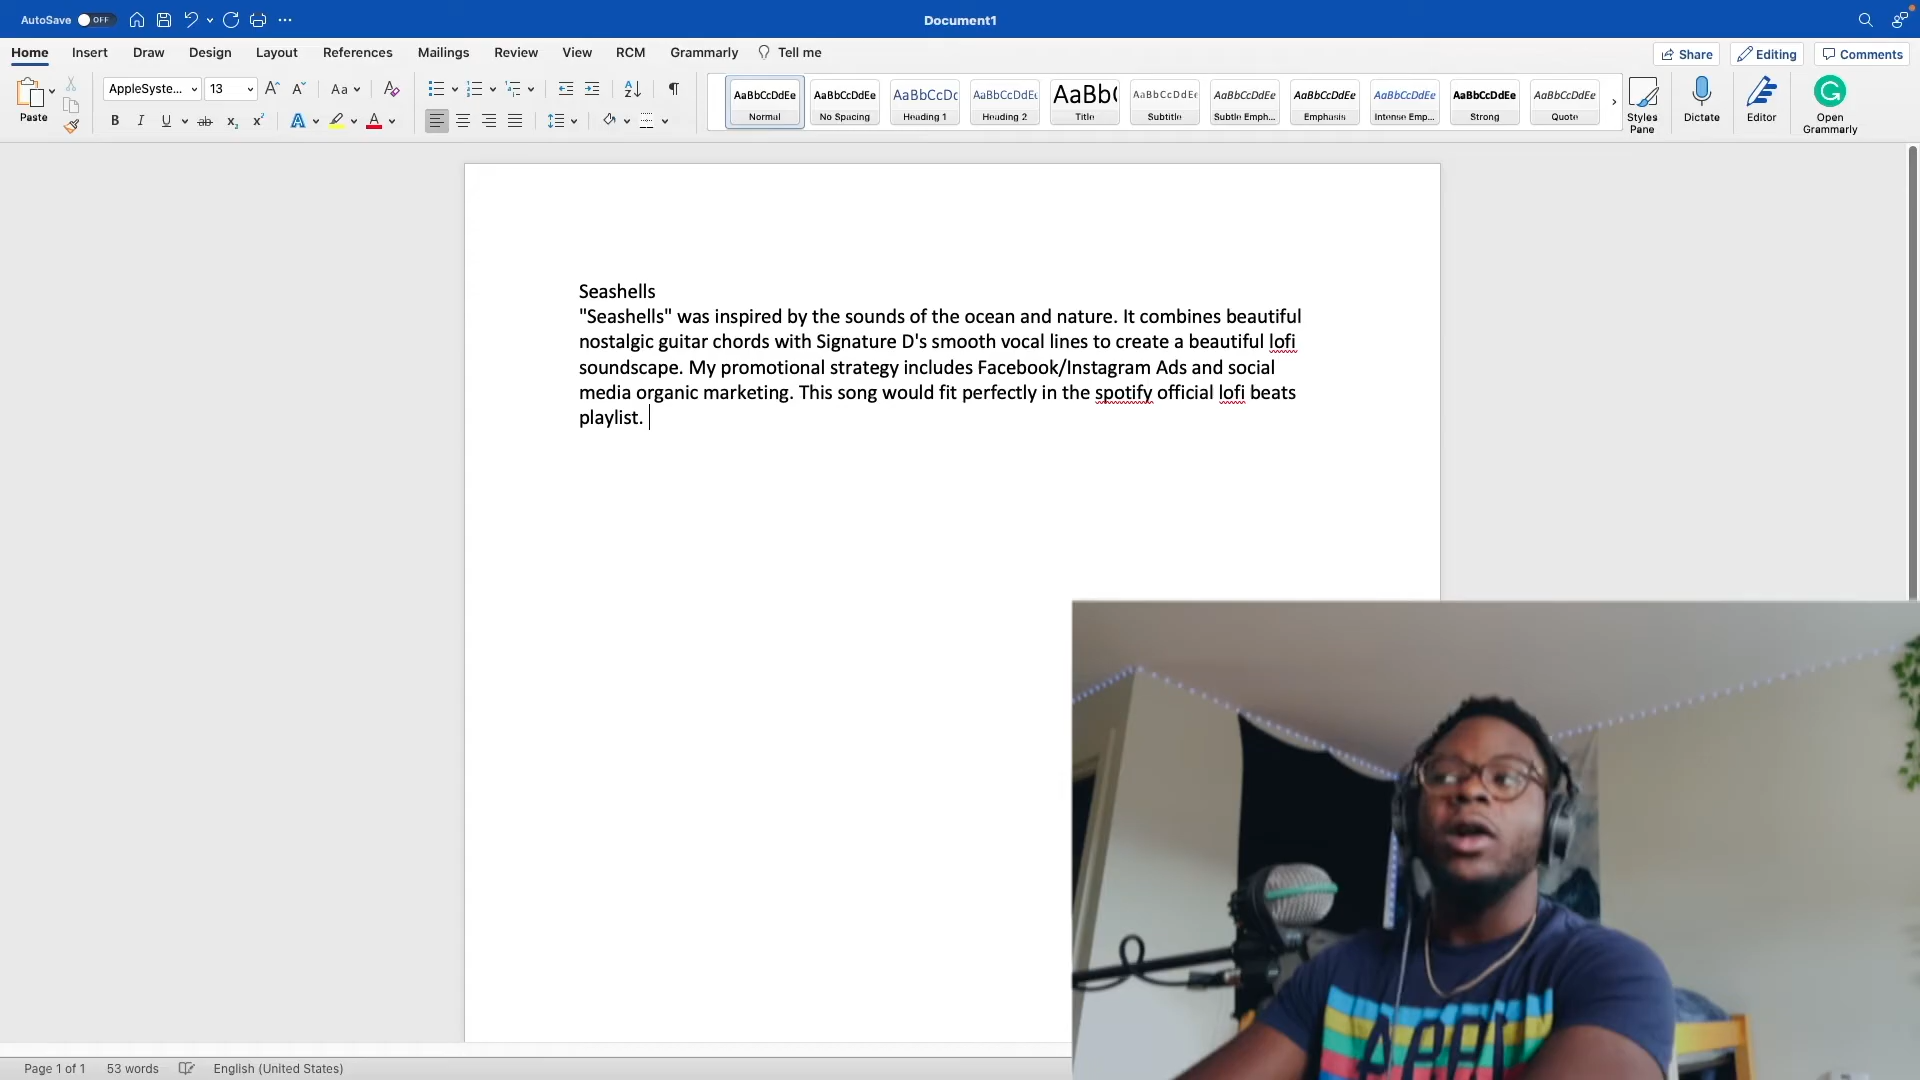 AutoSave OFF
Document1
Home Insert Draw Design Layout References Mailings Review View RCM Grammarly Tell me
Share Editing Comments
Paste
AppleSyste... 13
Aa
AaBbCcDdEe Normal
AaBbCcDdEe No Spacing
AaBbCcDc Heading 1
AaBbCcDdEe Heading 2
AaBb( Title
AaBbCcDdEe Subtitle
AaBbCcDdEe Subtle Emph...
AaBbCcDdEe Emphasis
AaBbCcDdEe Intense Emp...
AaBbCcDdEe Strong
AaBbCcDdEe Quote
Styles Pane
Dictate
Editor
Open Grammarly
Seashells
"Seashells" was inspired by the sounds of the ocean and nature. It combines beautiful
nostalgic guitar chords with Signature D's smooth vocal lines to create a beautiful lofi
soundscape. My promotional strategy includes Facebook/Instagram Ads and social
media organic marketing. This song would fit perfectly in the spotify official lofi beats
playlist.
Page 1 of 1 53 words English (United States)